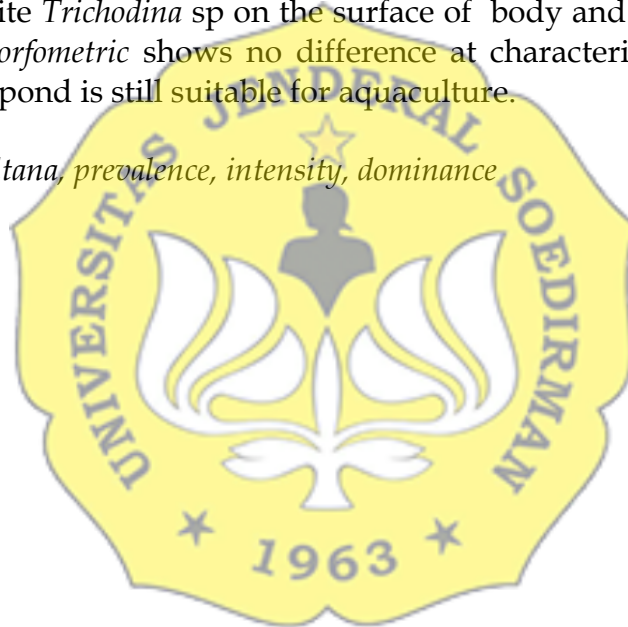 ite Trichodina sp on the surface of body and
orfometric shows no difference at characteri
pond is still suitable for aquaculture.
tana, prevalence, intensity, dominance
UNIVERSITAS JENDERAL SOEDIRMAN
★ 1963 ★